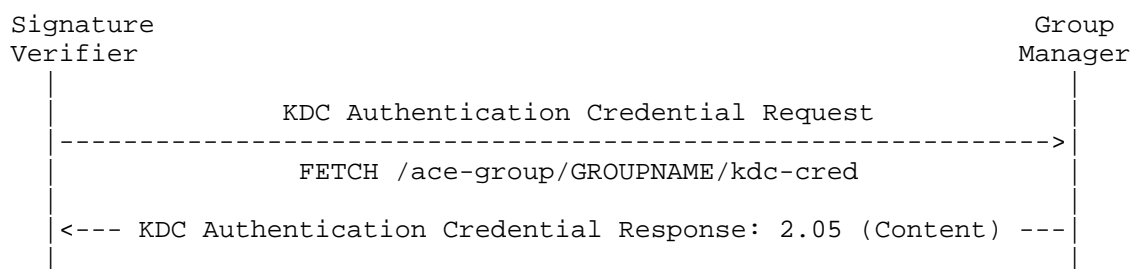 Signature Group
Verifier Manager
KDC Authentication Credential Request
------------------------------------------------------------->
FETCH /ace-group/GROUPNAME/kdc-cred
<--- KDC Authentication Credential Response: 2.05 (Content) ---